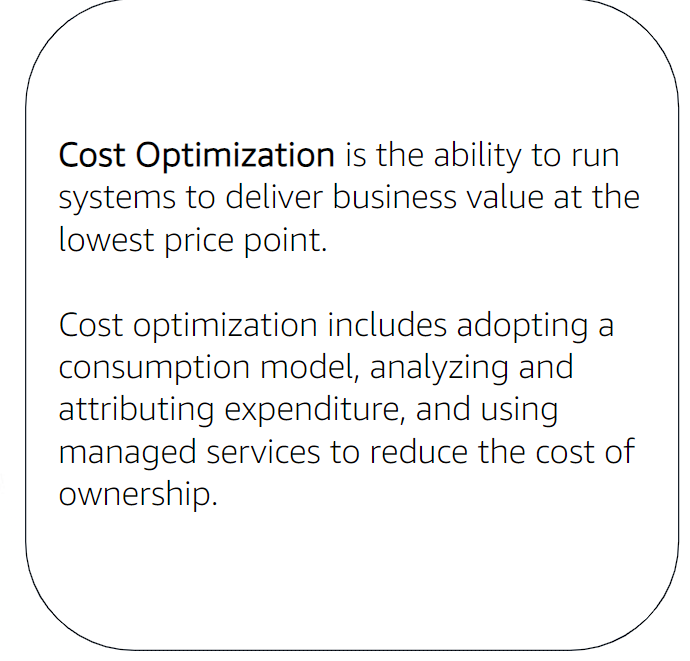 Cost Optimization is the ability to run
systems to deliver business value at the
lowest price point.
Cost optimization includes adopting a
consumption model, analyzing and
attributing expenditure, and using
managed services to reduce the cost of
ownership.